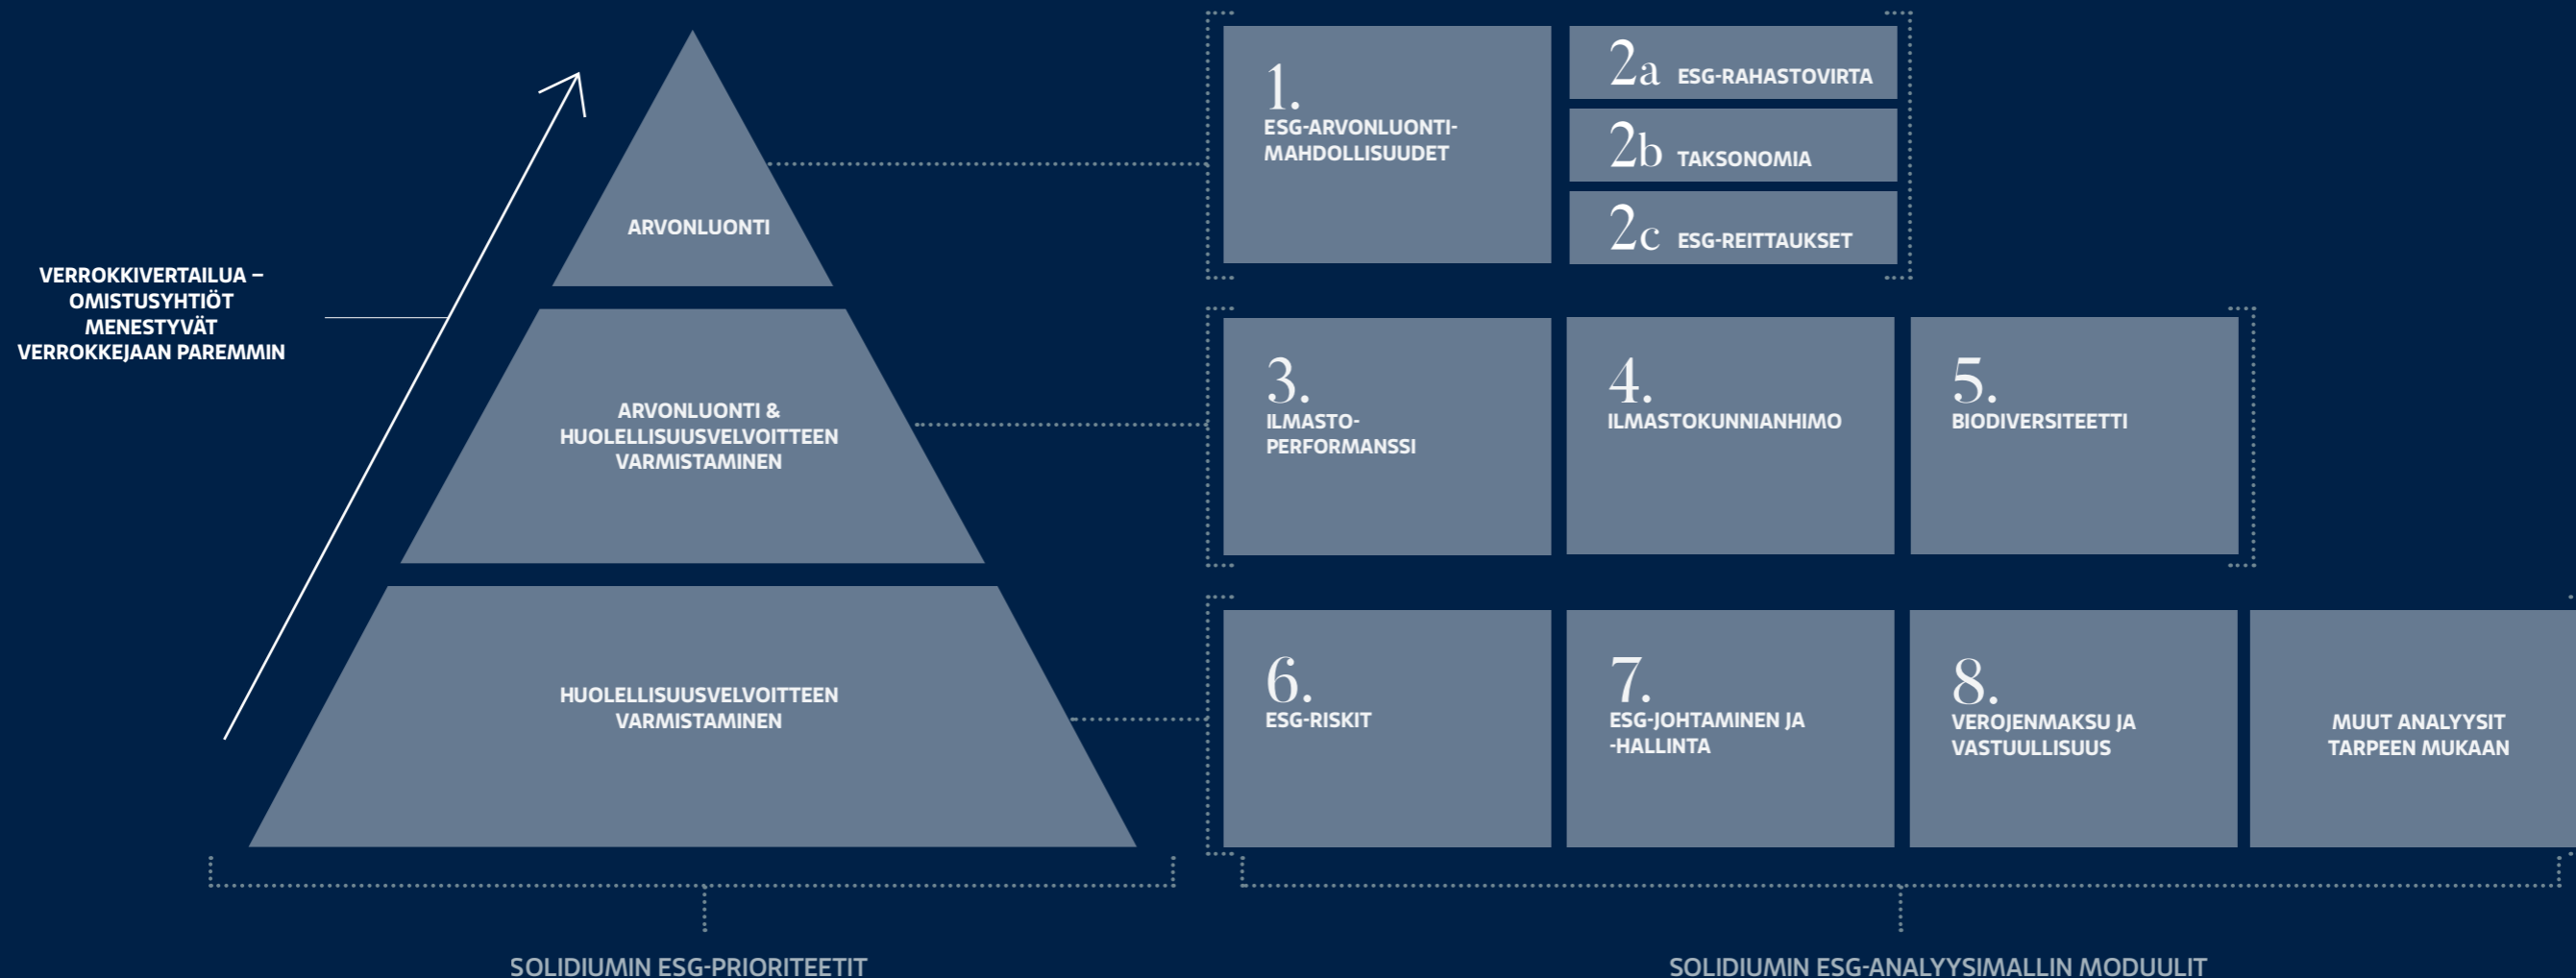 VERROKKIVERTAILUA –
OMISTUSYHTIÖT
MENESTYVÄT
VERROKKEJAAN PAREMMIN
ARVONLUONTI
ARVONLUONTI &
HUOLELLISUUSVELVOITTEEN
VARMISTAMINEN
HUOLELLISUUSVELVOITTEEN
VARMISTAMINEN
1.
ESG-ARVONLUONTI-
MAHDOLLISUUDET
2a ESG-RAHASTOVIRTA
2b TAKSONOMIA
2c ESG-REITTAUKSET
3.
ILMASTO-
PERFORMANSSI
4.
ILMASTOKUNNIANHIMO
5.
BIODIVERSITEETTI
6.
ESG-RISKIT
7.
ESG-JOHTAMINEN JA
-HALLINTA
8.
VEROJENMAKSU JA
VASTUULLISUUS
MUUT ANALYYSIT
TARPEEN MUKAAN
SOLIDIUMIN ESG-PRIORITEETIT
SOLIDIUMIN ESG-ANALYYSIMALLIN MODUULIT